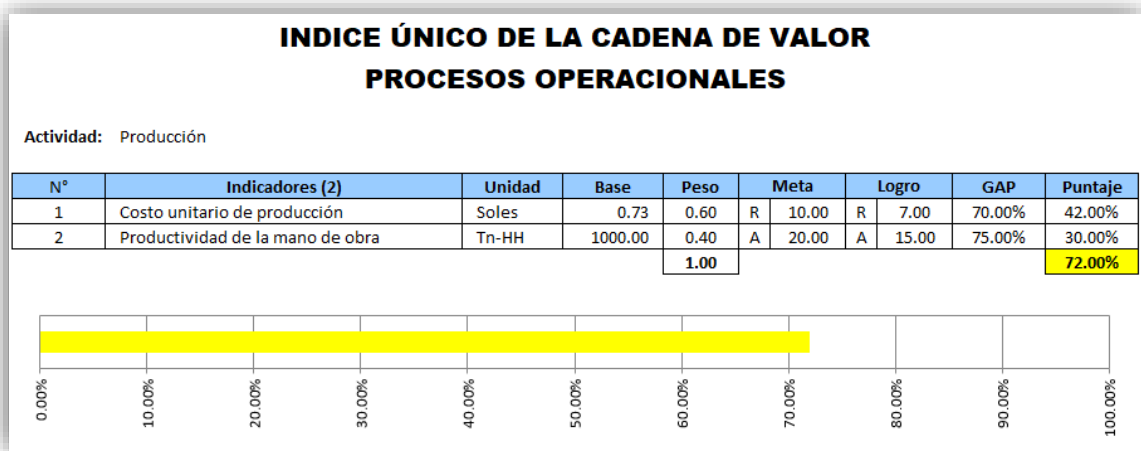 INDICE ÚNICO DE LA CADENA DE VALOR
PROCESOS OPERACIONALES
Actividad: Producción
N° Indicadores (2) Unidad Base Peso Meta Logro GAP Puntaje
1 Costo unitario de producción Soles 0.73 0.60 R 10.00 R 7.00 70.00% 42.00%
2 Productividad de la mano de obra Tn-HH 1000.00 0.40 A 20.00 A 15.00 75.00% 30.00%
1.00 72.00%
0.00% 10.00% 20.00% 30.00% 40.00% 50.00% 60.00% 70.00% 80.00% 90.00% 100.00%